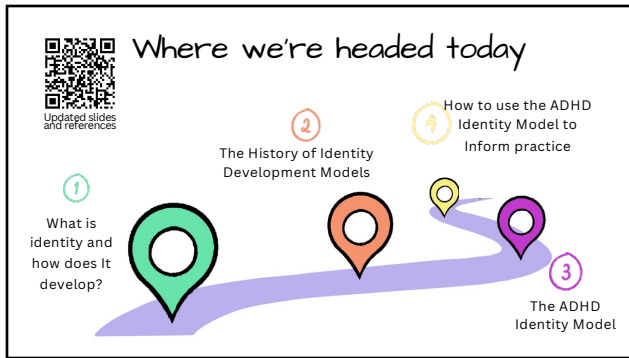 Where we're headed today
Updated slides
and references
1
What is
identity and
how does It
develop?
2
The History of Identity
Development Models
3
The ADHD
Identity Model
4
How to use the ADHD
Identity Model to
Inform practice